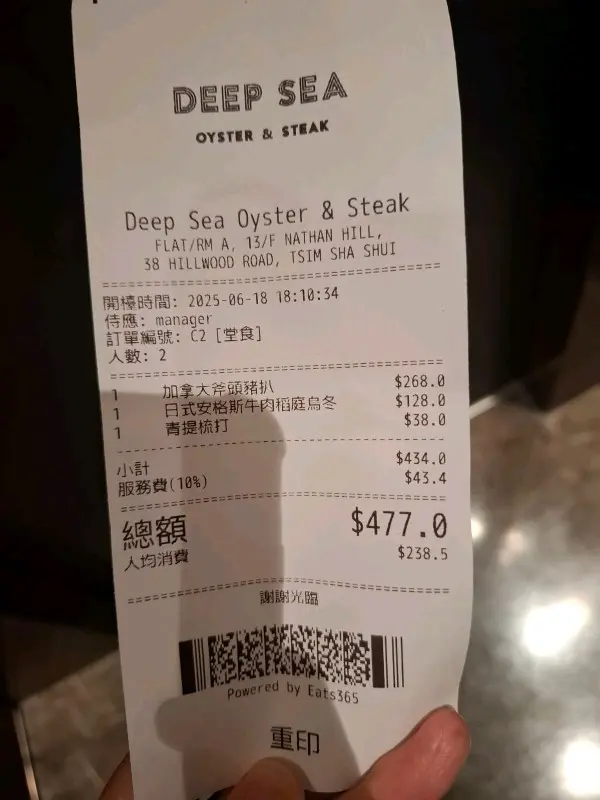 DEEP SEA
OYSTER & STEAK
Deep Sea Oyster & Steak
FLAT/RM A, 13/F NATHAN HILL,
38 HILLWOOD ROAD, TSIM SHA SHUI
開檯時間: 2025-06-18 18:10:34
侍應: manager
訂單編號: C2 [堂食]
人數: 2
1 加拿大斧頭豬扒 $268.0
1 日式安格斯牛肉稻庭烏冬 $128.0
1 青提梳打 $38.0
小計 $434.0
服務費(10%) $43.4
總額 $477.0
人均消費 $238.5
謝謝光臨
Powered by Eats365
重印